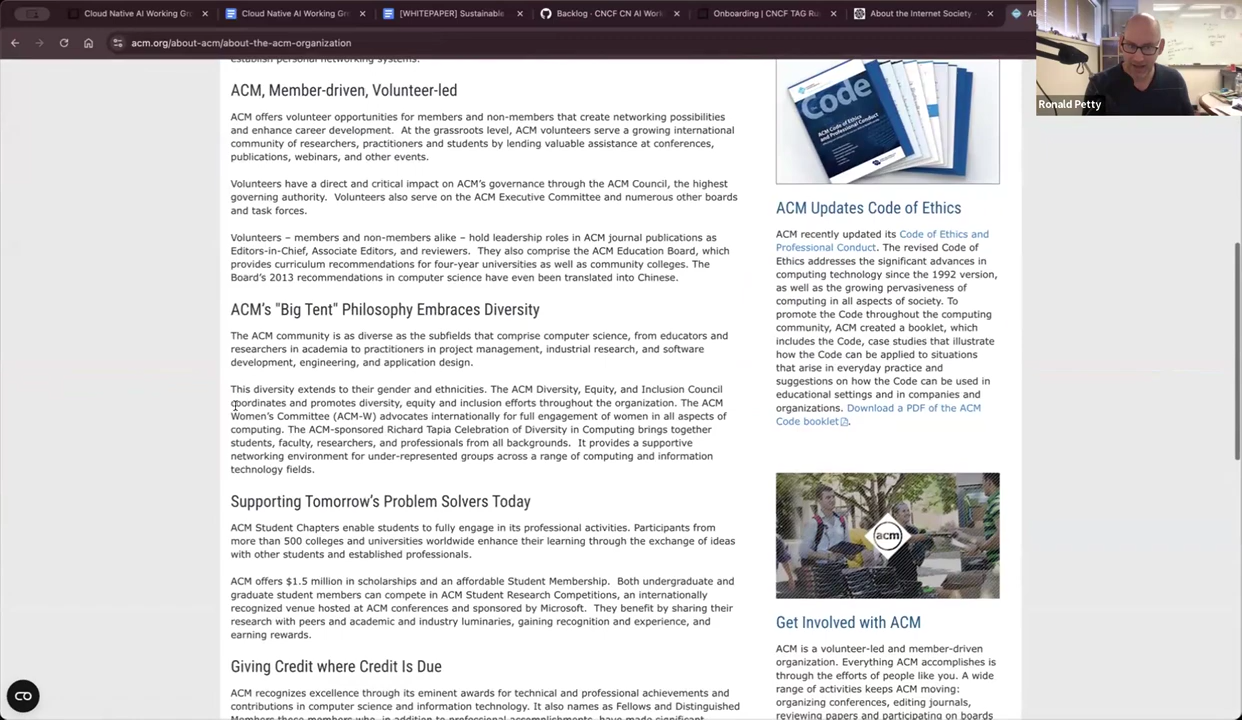 Cloud Native AI Working Gr
Cloud Native AI Working Gr
[WHITEPAPER] Sustainable
Backlog · CNCF CN AI Work
Onboarding | CNCF TAG Ru
About the Internet Society
acm.org/about-acm/about-the-acm-organization
Ronald Petty
establish personal networking systems.
ACM, Member-driven, Volunteer-led
ACM offers volunteer opportunities for members and non-members that create networking possibilities
and enhance career development. At the grassroots level, ACM volunteers serve a growing international
community of researchers, practitioners and students by lending valuable assistance at conferences,
publications, webinars, and other events.
Volunteers have a direct and critical impact on ACM's governance through the ACM Council, the highest
governing authority. Volunteers also serve on the ACM Executive Committee and numerous other boards
and task forces.
Volunteers – members and non-members alike – hold leadership roles in ACM journal publications as
Editors-in-Chief, Associate Editors, and reviewers. They also comprise the ACM Education Board, which
provides curriculum recommendations for four-year universities as well as community colleges. The
Board's 2013 recommendations in computer science have even been translated into Chinese.
ACM's "Big Tent" Philosophy Embraces Diversity
The ACM community is as diverse as the subfields that comprise computer science, from educators and
researchers in academia to practitioners in project management, industrial research, and software
development, engineering, and application design.
This diversity extends to their gender and ethnicities. The ACM Diversity, Equity, and Inclusion Council
coordinates and promotes diversity, equity and inclusion efforts throughout the organization. The ACM
Women's Committee (ACM-W) advocates internationally for full engagement of women in all aspects of
computing. The ACM-sponsored Richard Tapia Celebration of Diversity in Computing brings together
students, faculty, researchers, and professionals from all backgrounds. It provides a supportive
networking environment for under-represented groups across a range of computing and information
technology fields.
Supporting Tomorrow's Problem Solvers Today
ACM Student Chapters enable students to fully engage in its professional activities. Participants from
more than 500 colleges and universities worldwide enhance their learning through the exchange of ideas
with other students and established professionals.
ACM offers $1.5 million in scholarships and an affordable Student Membership. Both undergraduate and
graduate student members can compete in ACM Student Research Competitions, an internationally
recognized venue hosted at ACM conferences and sponsored by Microsoft. They benefit by sharing their
research with peers and academic and industry luminaries, gaining recognition and experience, and
earning rewards.
Giving Credit where Credit Is Due
ACM recognizes excellence through its eminent awards for technical and professional achievements and
contributions in computer science and information technology. It also names as Fellows and Distinguished
Members those members who, in addition to professional accomplishments, have made significant
Code
ACM Code of Ethics
and Professional Conduct
ACM Updates Code of Ethics
ACM recently updated its Code of Ethics and
Professional Conduct. The revised Code of
Ethics addresses the significant advances in
computing technology since the 1992 version,
as well as the growing pervasiveness of
computing in all aspects of society. To
promote the Code throughout the computing
community, ACM created a booklet, which
includes the Code, case studies that illustrate
how the Code can be applied to situations
that arise in everyday practice and
suggestions on how the Code can be used in
educational settings and in companies and
organizations. Download a PDF of the ACM
Code booklet.
acm
Get Involved with ACM
ACM is a volunteer-led and member-driven
organization. Everything ACM accomplishes is
through the efforts of people like you. A wide
range of activities keeps ACM moving:
organizing conferences, editing journals,
reviewing papers and participating on boards